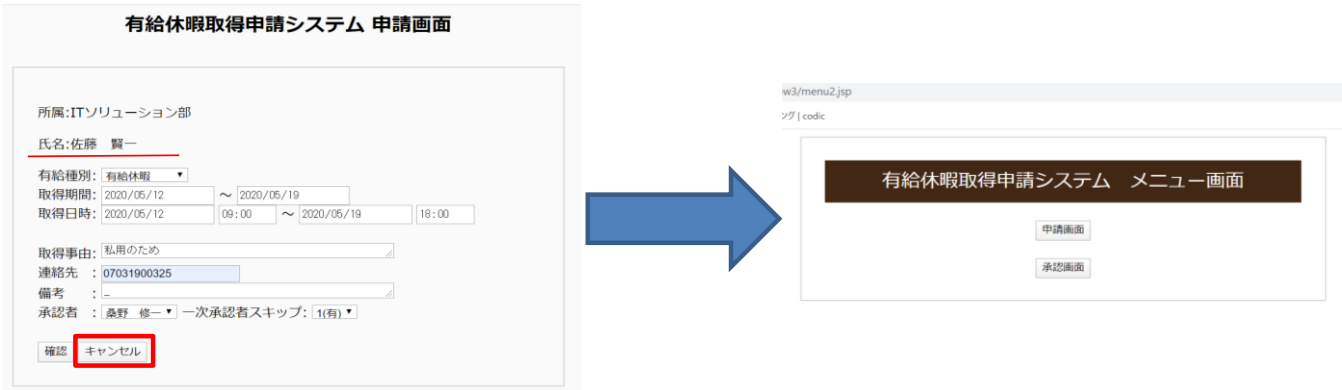 有給休暇取得申請システム 申請画面
所属:ITソリューション部
氏名:佐藤　賢一
有給種別: 有給休暇
取得期間: 2020/05/12 ～ 2020/05/19
取得日時: 2020/05/12 09:00 ～ 2020/05/19 18:00
取得事由: 私用のため
連絡先　: 07031900325
備考　　: _
承認者　: 桑野　修一 一次承認者スキップ: 1(有)
確認 キャンセル
ow3/menu2.jsp
ング | codic
有給休暇取得申請システム　メニュー画面
申請画面
承認画面